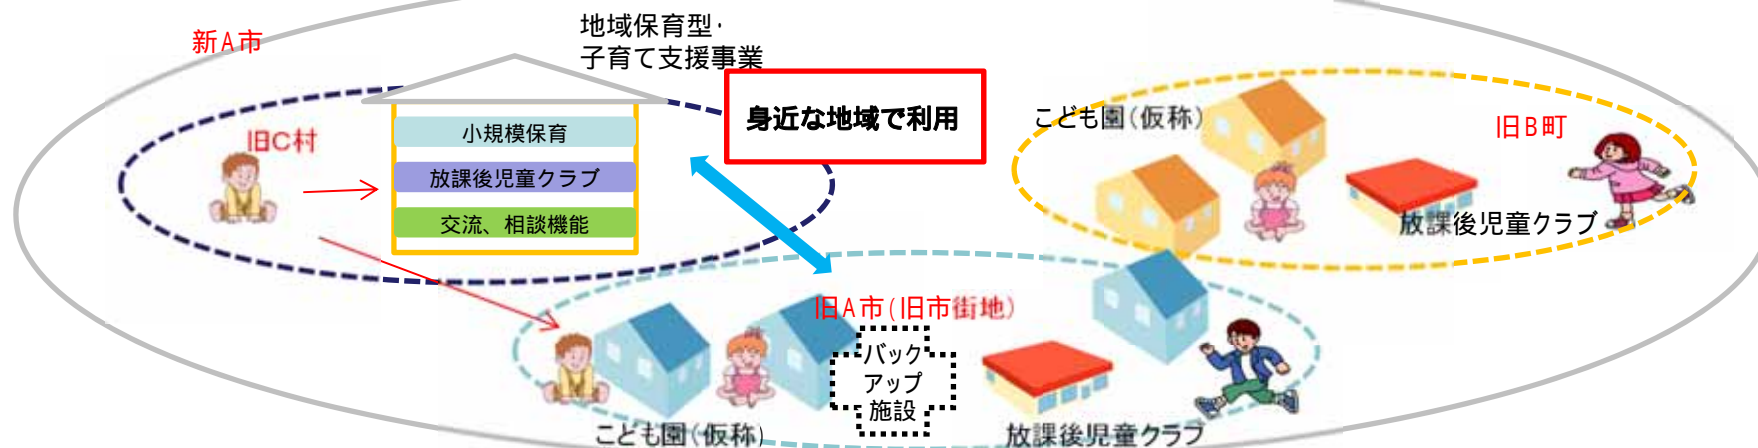 新A市
地域保育型・
子育て支援事業
身近な地域で利用
旧C村
小規模保育
放課後児童クラブ
交流、相談機能
こども園(仮称)
旧B町
放課後児童クラブ
旧A市(旧市街地)
バック
アップ
施設
こども園(仮称)
放課後児童クラブ